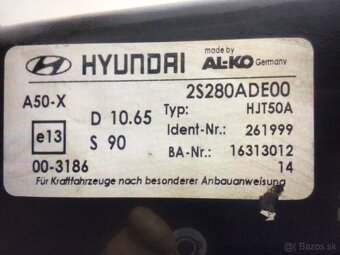 HYUNDAI made by AL-KO Germany
A50-X 2S280ADE00
D 10.65 Typ: HJT50A
e13 S 90 Ident-Nr.: 261999
00-3186 BA-Nr.: 16313012
14
Für Kraftfahrzeuge nach besonderer Anbauanweisung
Bazos.sk